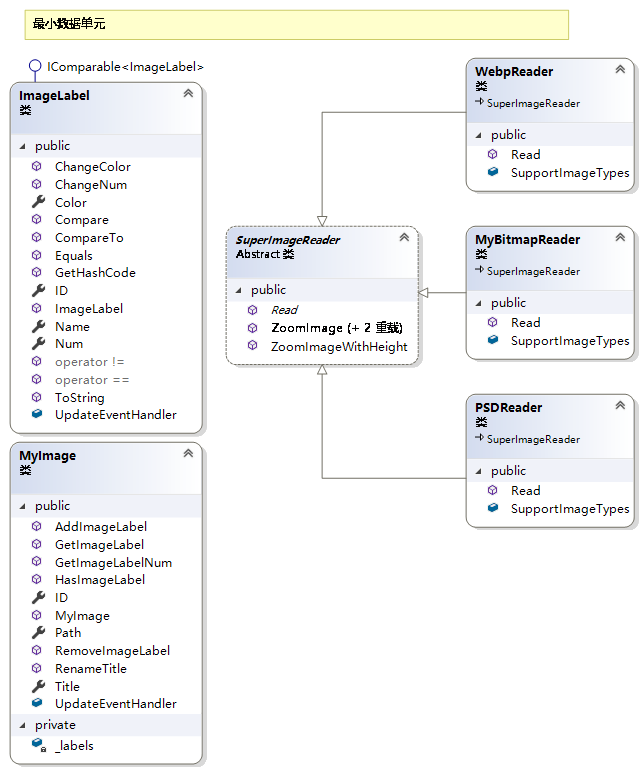 最小数据单元
IComparable<ImageLabel>
ImageLabel
类
public
ChangeColor
ChangeNum
Color
Compare
CompareTo
Equals
GetHashCode
ID
ImageLabel
Name
Num
operator !=
operator ==
ToString
UpdateEventHandler
MyImage
类
public
AddImageLabel
GetImageLabel
GetImageLabelNum
HasImageLabel
ID
MyImage
Path
RemoveImageLabel
RenameTitle
Title
UpdateEventHandler
private
_labels
SuperImageReader
Abstract 类
public
Read
ZoomImage (+ 2 重载)
ZoomImageWithHeight
WebpReader
类
SuperImageReader
public
Read
SupportImageTypes
MyBitmapReader
类
SuperImageReader
public
Read
SupportImageTypes
PSDReader
类
SuperImageReader
public
Read
SupportImageTypes